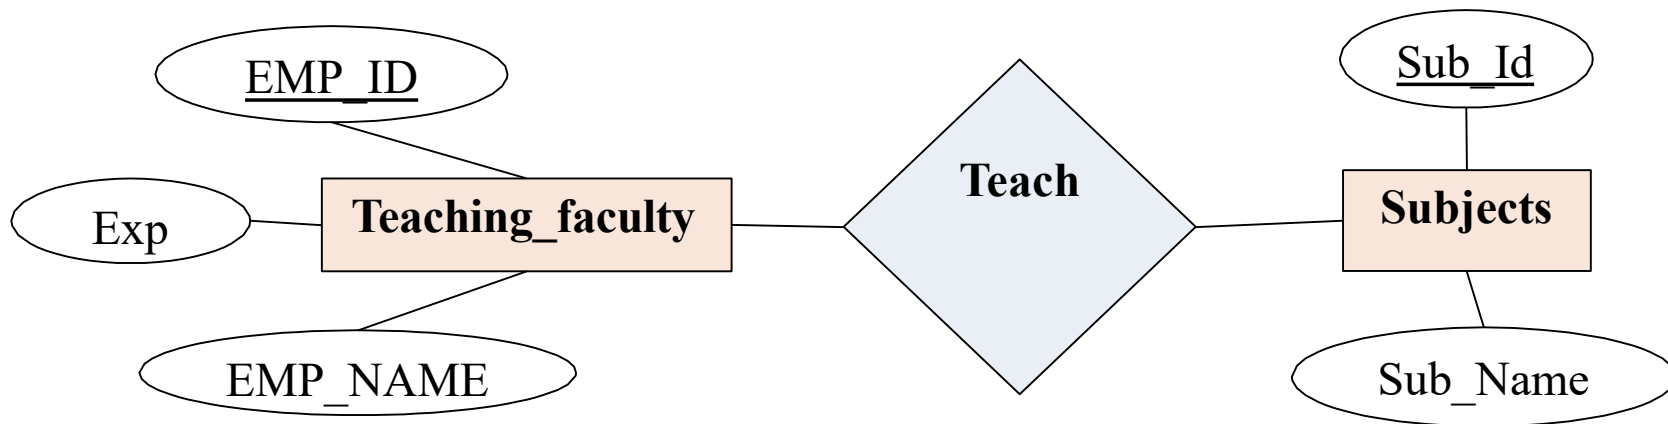 EMP_ID
Exp
Teaching_faculty
EMP_NAME
Teach
Sub_Id
Subjects
Sub_Name